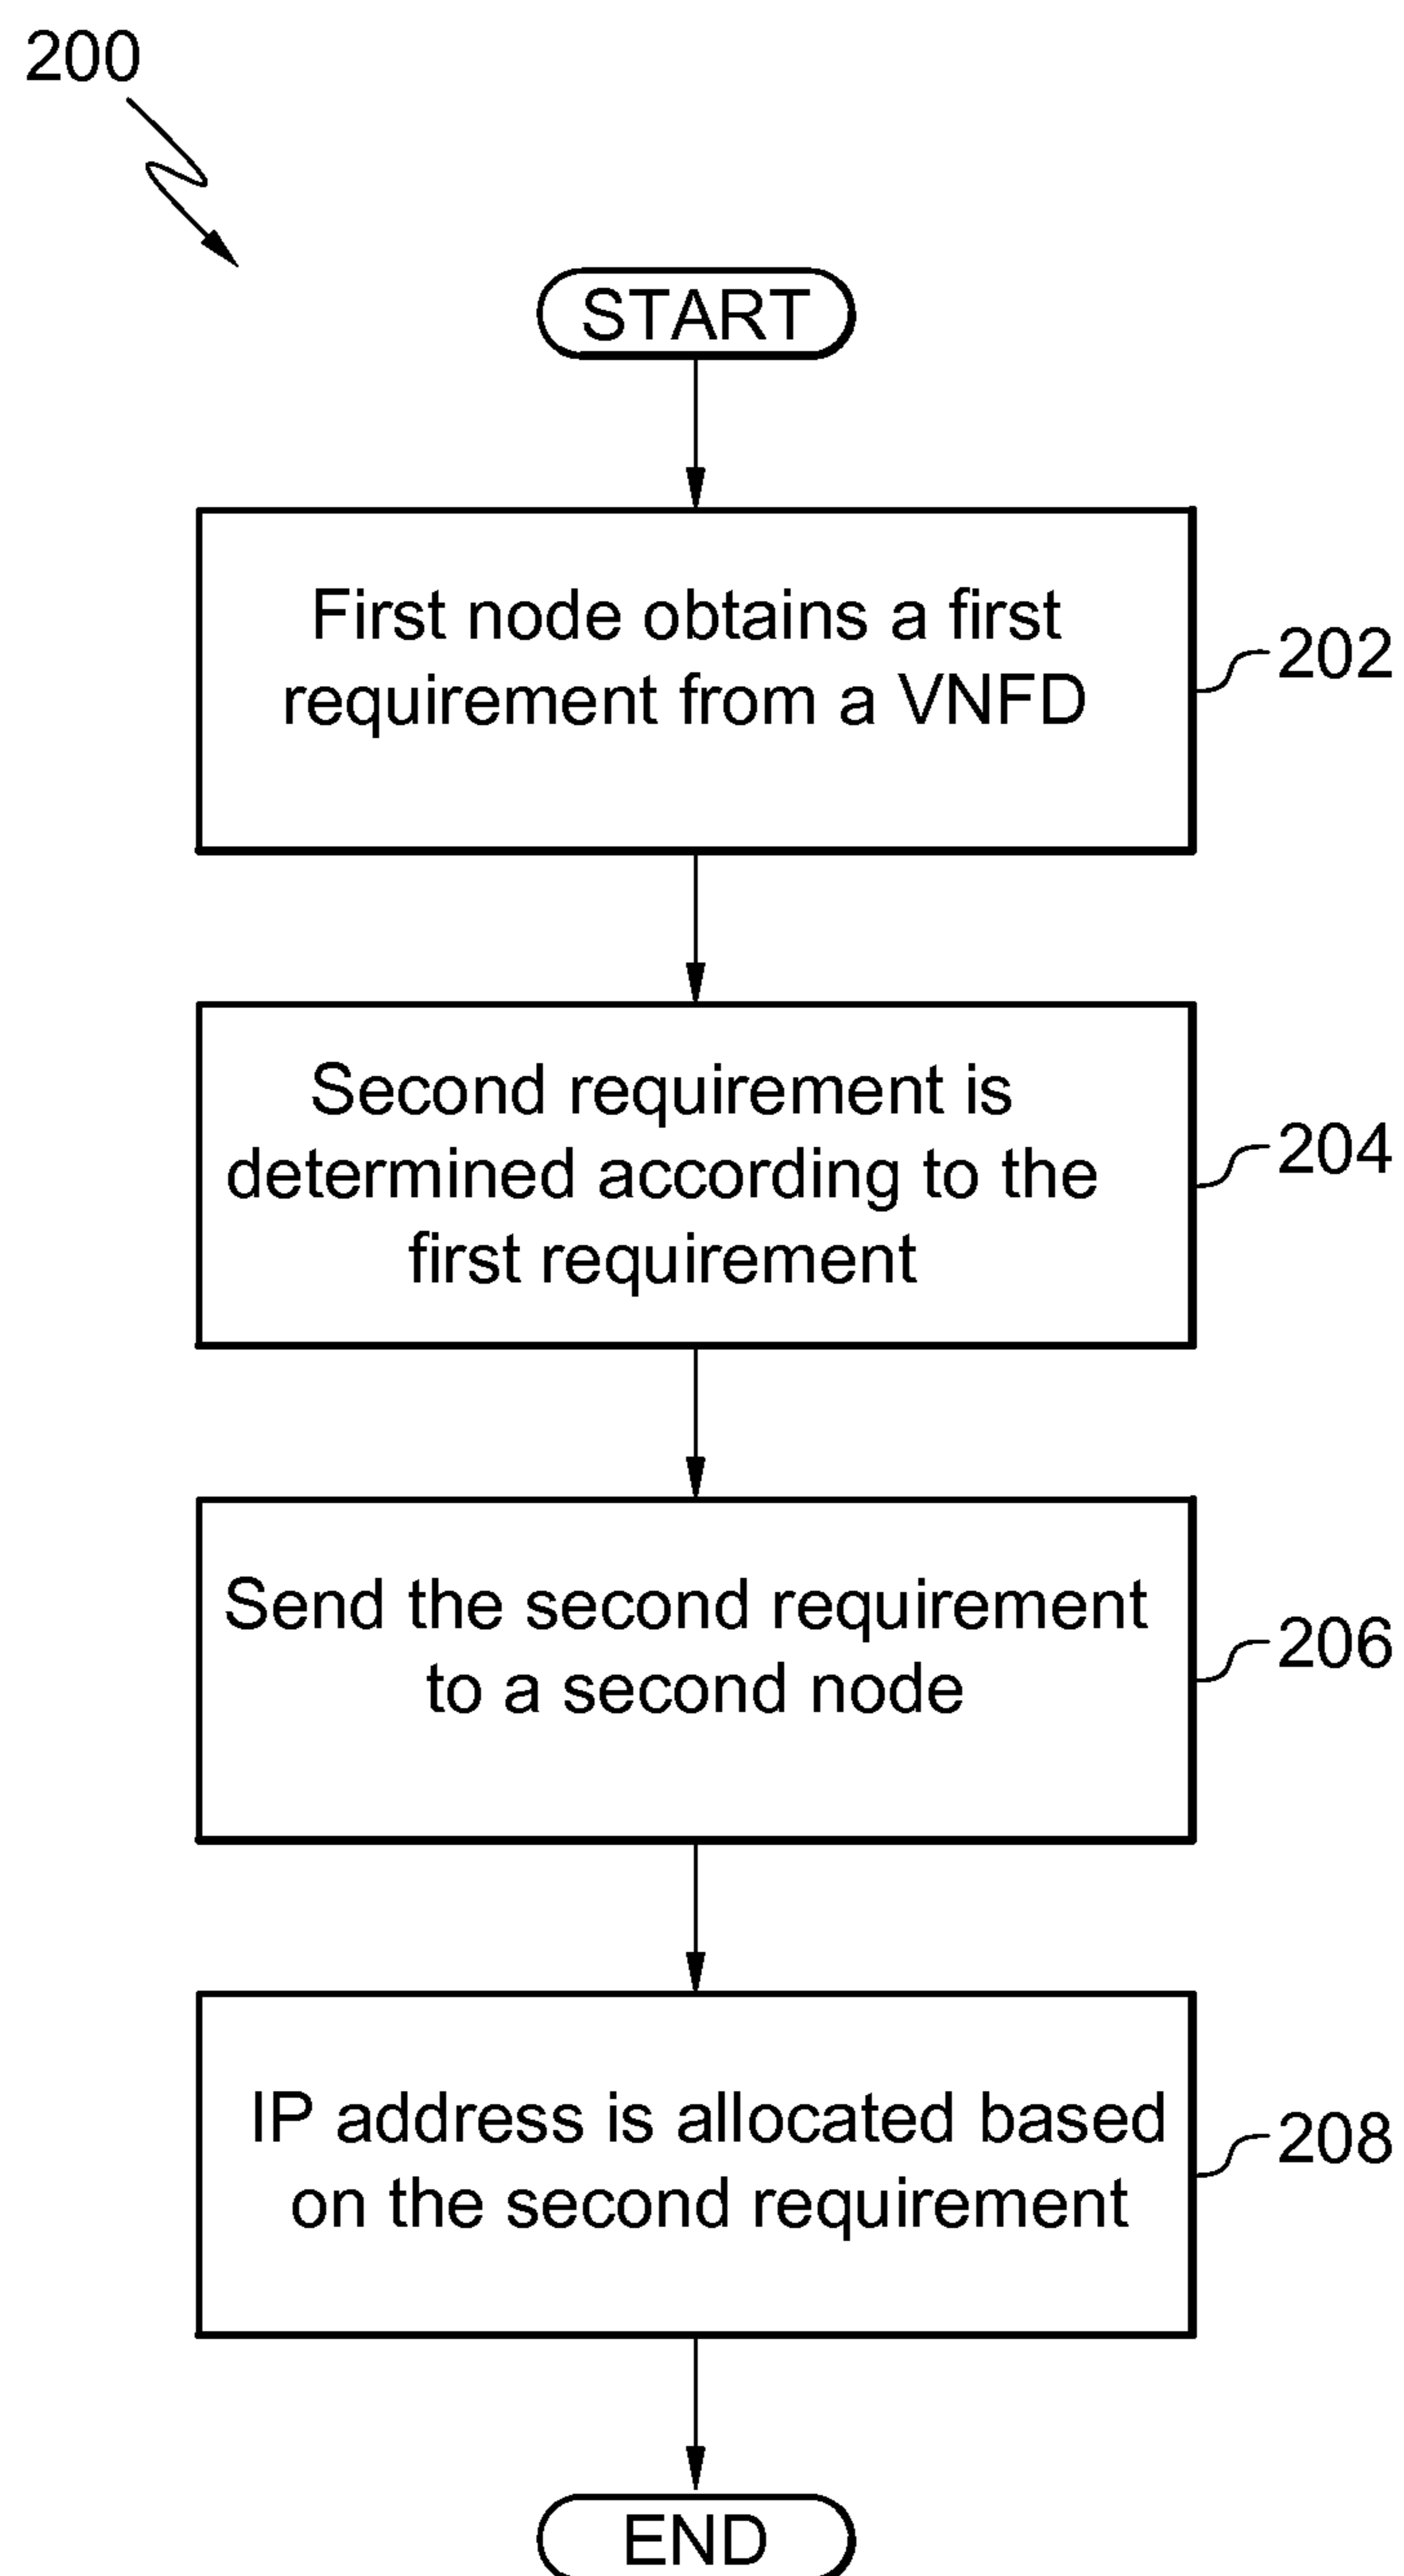 200
START
First node obtains a first
requirement from a VNFD
202
Second requirement is
determined according to the
first requirement
204
Send the second requirement
to a second node
206
IP address is allocated based
on the second requirement
208
END